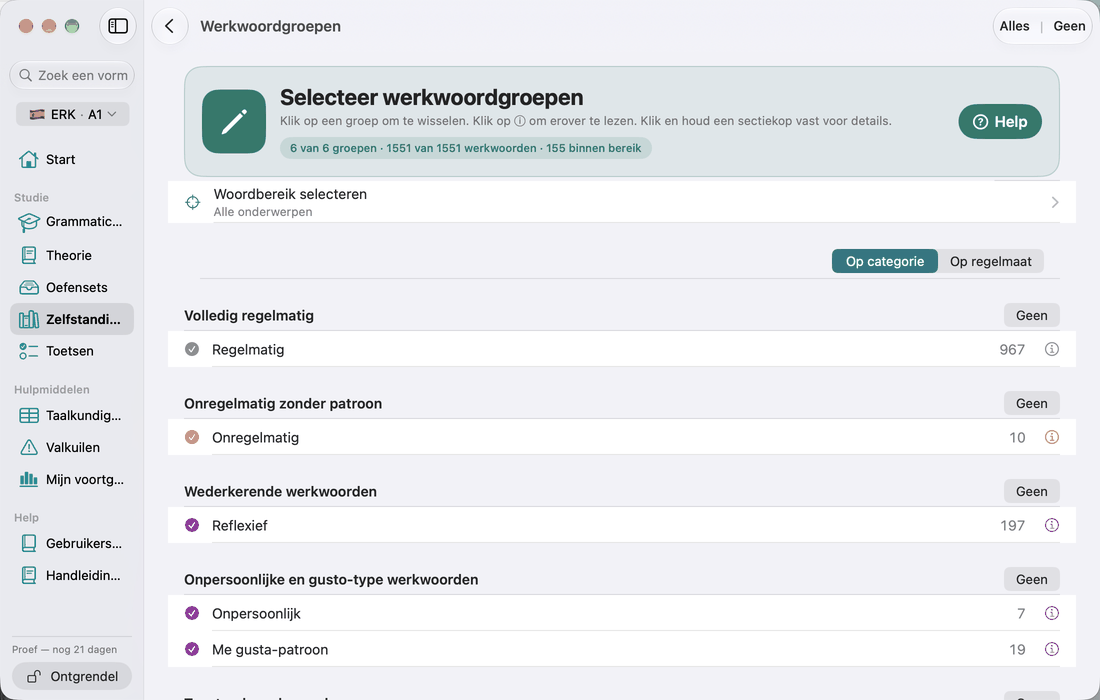 Werkwoordgroepen
Alles
Geen
Zoek een vorm
ERK · A1
Start
Studie
Grammatic...
Theorie
Oefensets
Zelfstandi...
Toetsen
Hulpmiddelen
Taalkundig...
Valkuilen
Mijn voortg...
Help
Gebruikers...
Handleidin...
Proef — nog 21 dagen
Ontgrendel
Selecteer werkwoordgroepen
Klik op een groep om te wisselen. Klik op ⓘ om erover te lezen. Klik en houd een sectiekop vast voor details.
6 van 6 groepen · 1551 van 1551 werkwoorden · 155 binnen bereik
Help
Woordbereik selecteren
Alle onderwerpen
Op categorie
Op regelmaat
Volledig regelmatig
Geen
Regelmatig
967
Onregelmatig zonder patroon
Geen
Onregelmatig
10
Wederkerende werkwoorden
Geen
Reflexief
197
Onpersoonlijke en gusto-type werkwoorden
Geen
Onpersoonlijk
7
Me gusta-patroon
19